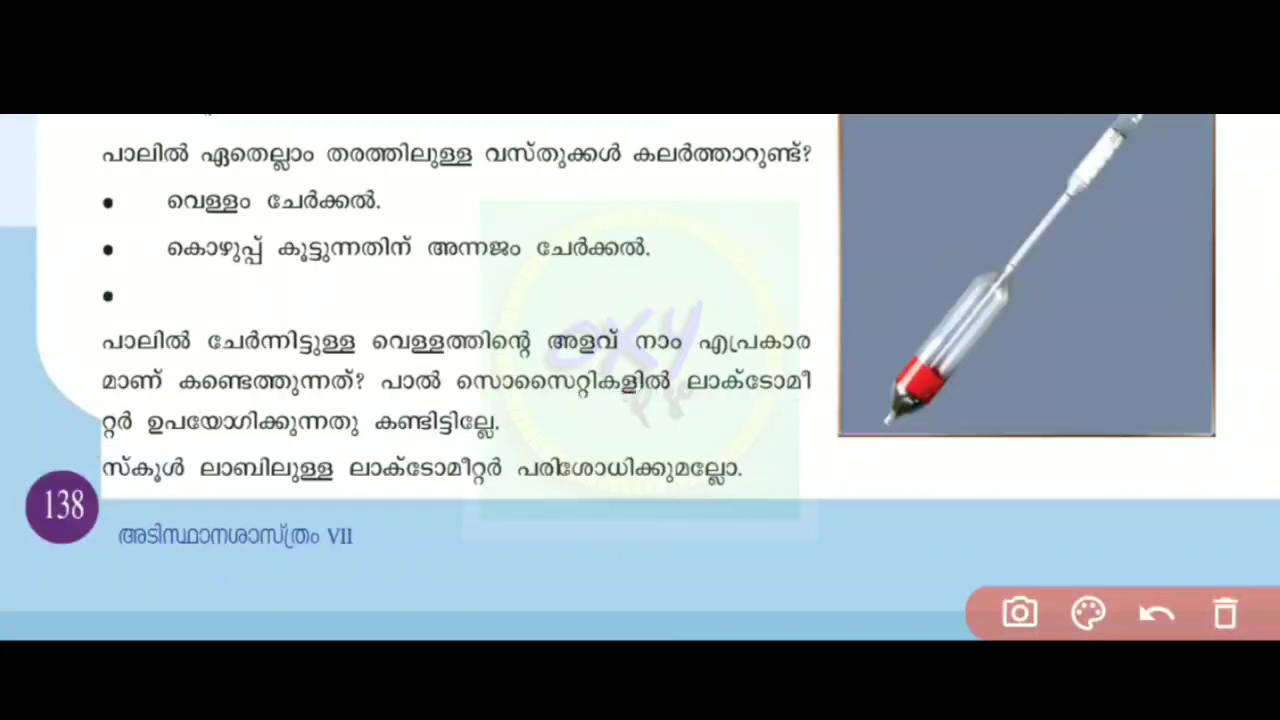 പാലിൽ ഏതെല്ലാം തരത്തിലുള്ള വസ്തുക്കൾ കലർത്താറുണ്ട്?
• വെള്ളം ചേർക്കൽ.
• കൊഴുപ്പ് കൂട്ടുന്നതിന് അന്നജം ചേർക്കൽ.
•
പാലിൽ ചേർന്നിട്ടുള്ള വെള്ളത്തിന്റെ അളവ് നാം എപ്രകാര
മാണ് കണ്ടെത്തുന്നത്? പാൽ സൊസൈറ്റികളിൽ ലാക്ടോമീ
റ്റർ ഉപയോഗിക്കുന്നതു കണ്ടിട്ടില്ലേ.
സ്കൂൾ ലാബിലുള്ള ലാക്ടോമീറ്റർ പരിശോധിക്കുമല്ലോ.
138
അടിസ്ഥാനശാസ്ത്രം VII
OXY